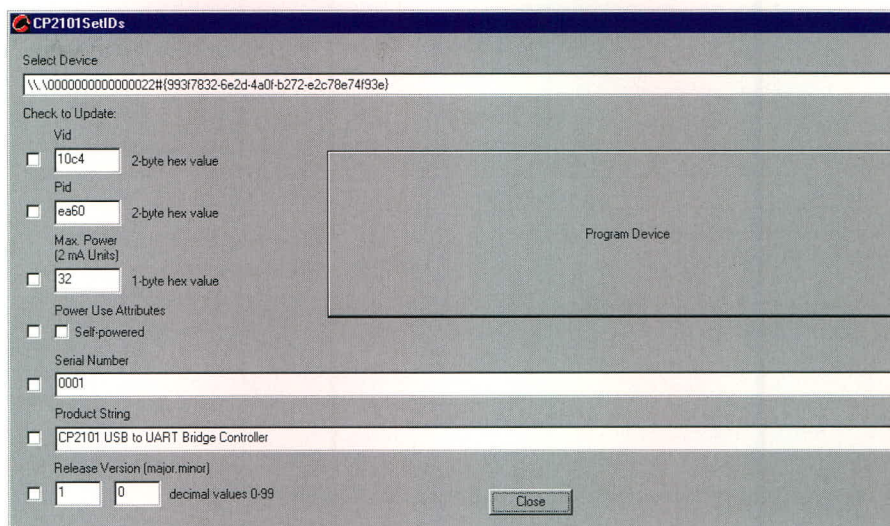 CP2101SetIDs
Select Device
\\.\0000000000000022#{993f7832-6e2d-4a0f-b272-e2c78e74f93e}
Check to Update:
Vid
10c4 2-byte hex value
Pid
ea60 2-byte hex value
Max. Power
(2 mA Units)
32 1-byte hex value
Program Device
Power Use Attributes
Self-powered
Serial Number
0001
Product String
CP2101 USB to UART Bridge Controller
Release Version (major.minor)
1 0 decimal values 0-99
Close